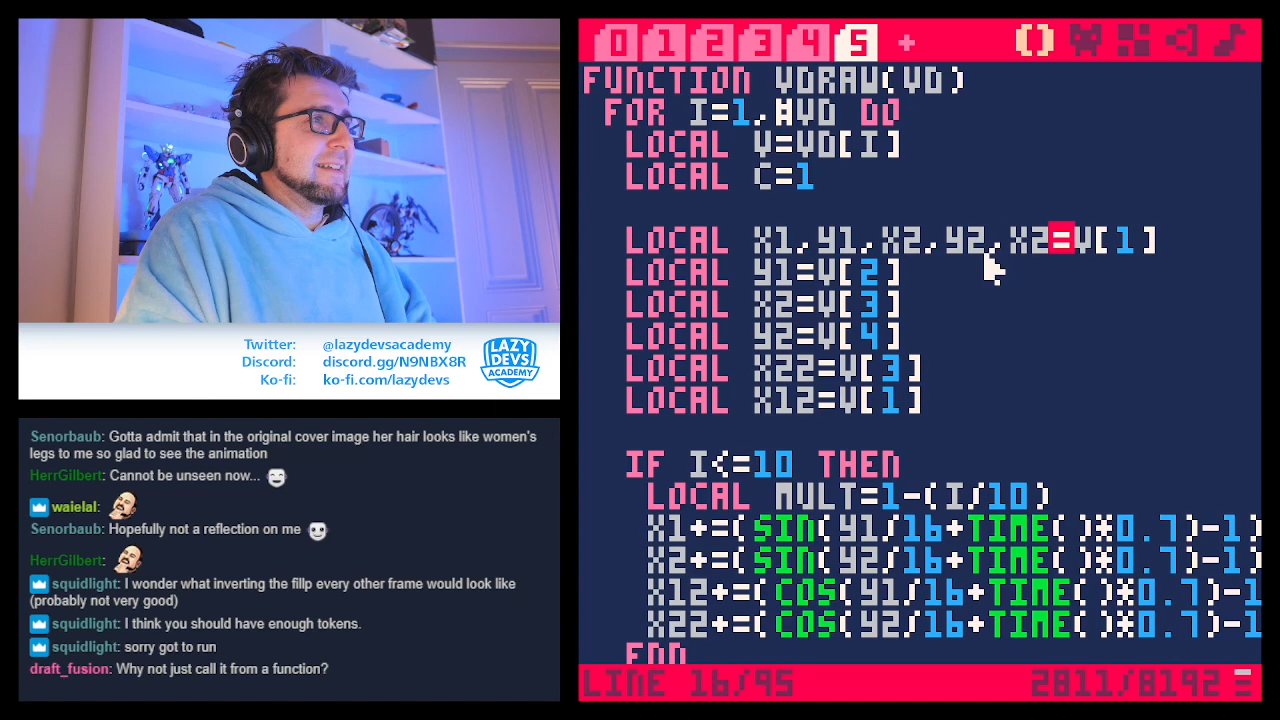 Twitter: @lazydevsacademy
Discord: discord.gg/N9NBX8R
Ko-fi: ko-fi.com/lazydevs
LAZY
DEVS
ACADEMY
Senorbaub: Gotta admit that in the original cover image her hair looks like women's
legs to me so glad to see the animation
HerrGilbert: Cannot be unseen now...
waielal:
Senorbaub: Hopefully not a reflection on me
HerrGilbert:
squidlight: I wonder what inverting the fillp every other frame would look like
(probably not very good)
squidlight: I think you should have enough tokens.
squidlight: sorry got to run
draft_fusion: Why not just call it from a function?
0 1 2 3 4 5 + ()
FUNCTION VDRAW(VD)
FOR I=1,#VD DO
LOCAL V=VD[I]
LOCAL C=1
LOCAL X1,Y1,X2,Y2,X2=V[1]
LOCAL Y1=V[2]
LOCAL X2=V[3]
LOCAL Y2=V[4]
LOCAL X22=V[3]
LOCAL X12=V[1]
IF I<=10 THEN
LOCAL MULT=1-(I/10)
X1+=(SIN(Y1/16+TIME()*0.7)-1)
X2+=(SIN(Y2/16+TIME()*0.7)-1)
X12+=(COS(Y1/16+TIME()*0.7)-1
X22+=(COS(Y2/16+TIME()*0.7)-1
END
LINE 16/95 2811/8192